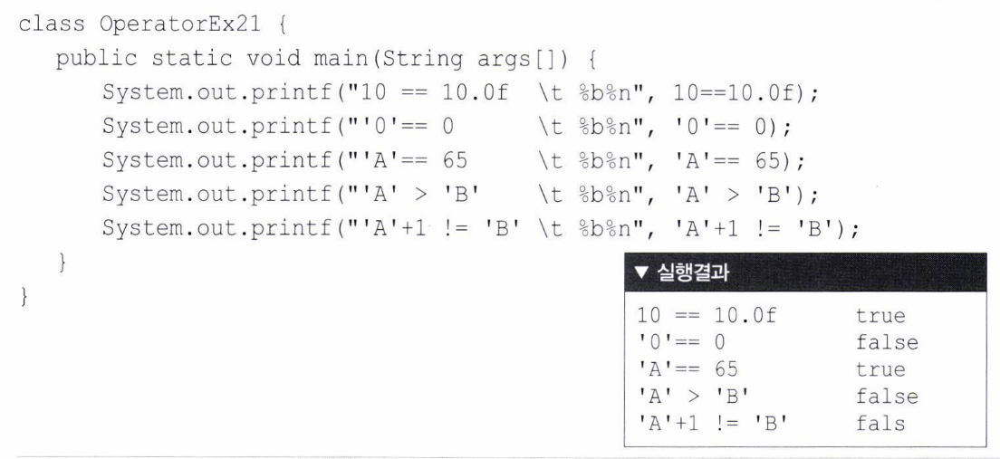 class OperatorEx21 {
public static void main(String args[]) {
System.out.printf("10 == 10.0f  \t %b%n", 10==10.0f);
System.out.printf("'0'== 0       \t %b%n", '0'== 0);
System.out.printf("'A'== 65      \t %b%n", 'A'== 65);
System.out.printf("'A' > 'B'     \t %b%n", 'A' > 'B');
System.out.printf("'A'+1 != 'B' \t %b%n", 'A'+1 != 'B');
}
}
▼ 실행결과
10 == 10.0f      true
'0'== 0          false
'A'== 65         true
'A' > 'B'        false
'A'+1 != 'B'     fals